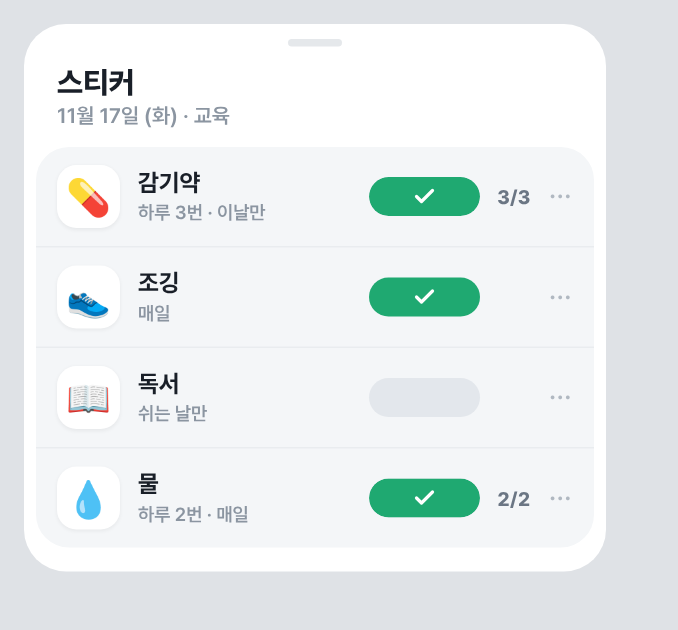 스티커
11월 17일 (화) · 교육
감기약
하루 3번 · 이날만
3/3
조깅
매일
독서
쉬는 날만
물
하루 2번 · 매일
2/2